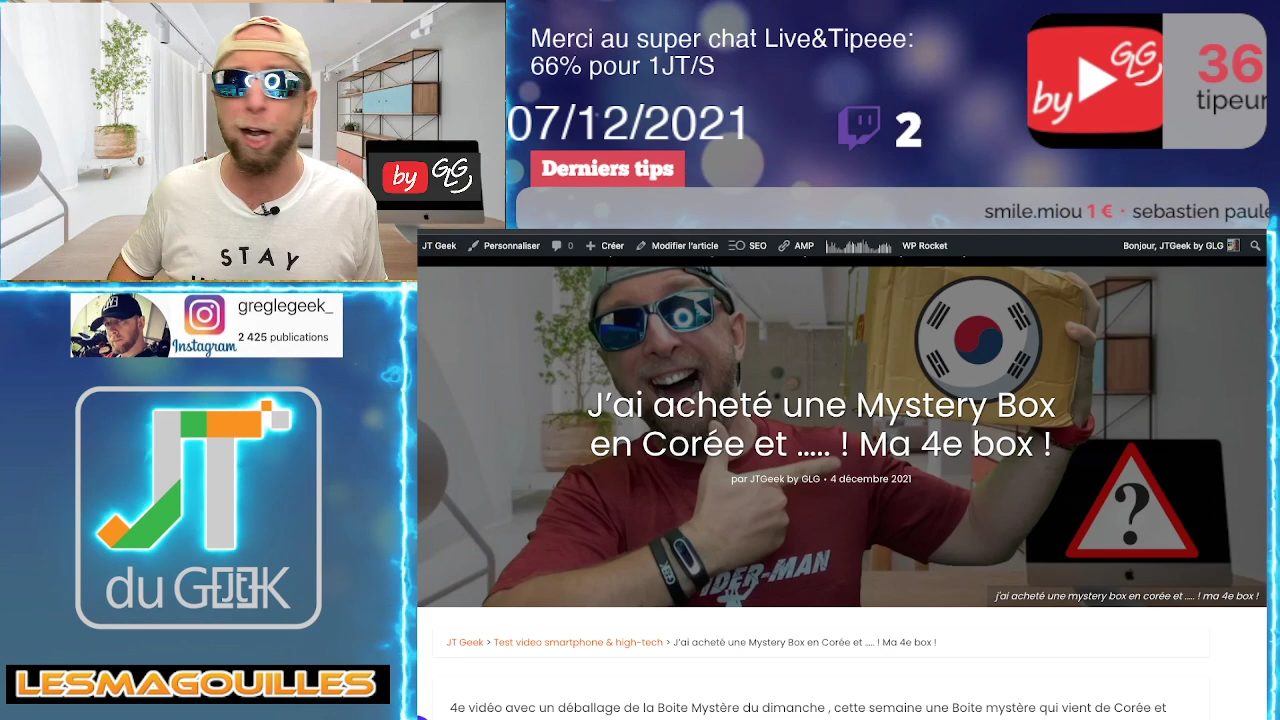 Merci au super chat Live&Tipeee:
66% pour 1JT/S
07/12/2021
2
Derniers tips
by GLG
36
tipeur
smile.miou 1 € · sebastien paule
by GLG
STAY
greglegeek_
2 425 publications
Instagram
JT
du GEEK
LESMAGOUILLES
JT Geek Personnaliser 0 Créer Modifier l'article SEO AMP WP Rocket Bonjour, JTGeek by GLG
J'ai acheté une Mystery Box
en Corée et ..... ! Ma 4e box !
par JTGeek by GLG • 4 décembre 2021
GEEK
SPIDER-MAN
?
j'ai acheté une mystery box en corée et ..... ! ma 4e box !
JT Geek > Test video smartphone & high-tech > J'ai acheté une Mystery Box en Corée et ..... ! Ma 4e box !
4e vidéo avec un déballage de la Boite Mystère du dimanche , cette semaine une Boite mystère qui vient de Corée et